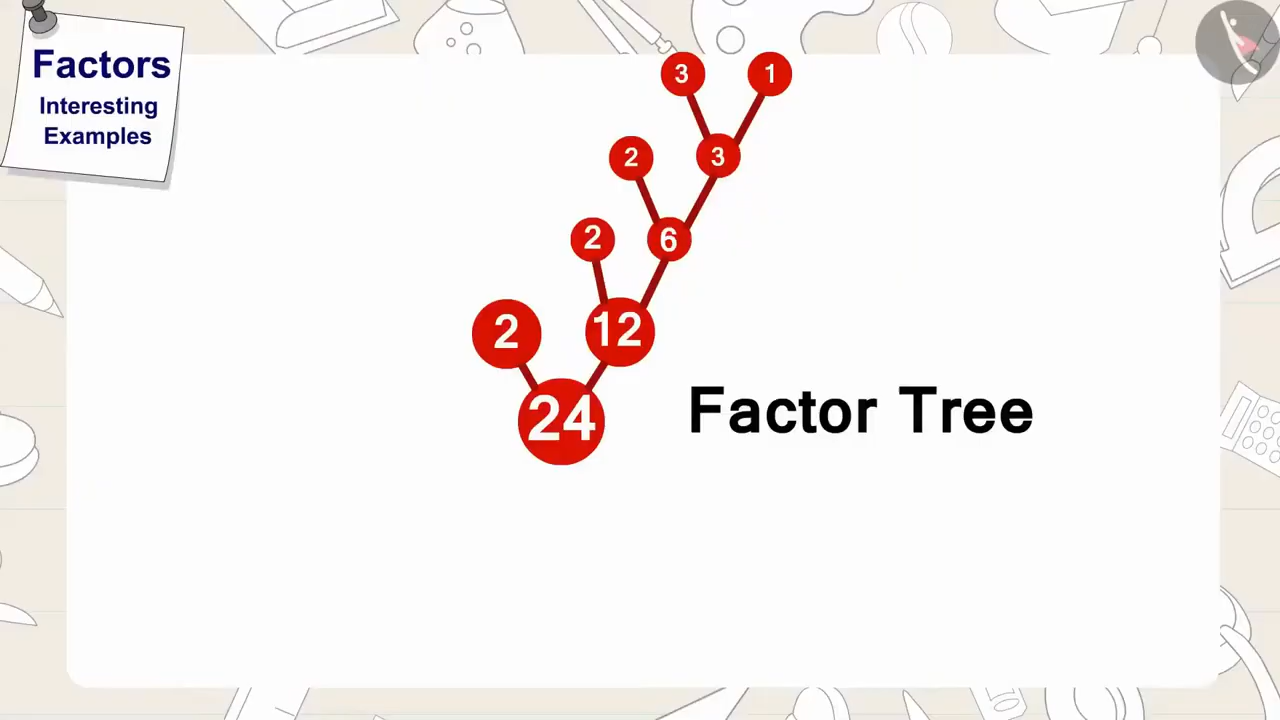 Factors
Interesting
Examples
3 1
2 3
2 6
2 12
24
Factor Tree